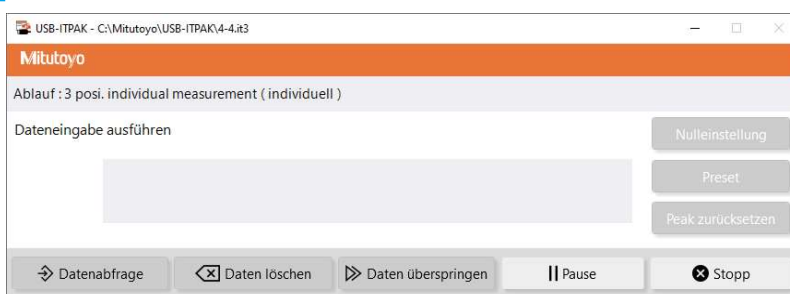 USB-ITPAK - C:\Mitutoyo\USB-ITPAK\4-4.it3
Mitutoyo
Ablauf : 3 posi. individual measurement ( individuell )
Dateneingabe ausführen
Nulleinstellung
Preset
Peak zurücksetzen
Datenabfrage
Daten löschen
Daten überspringen
Pause
Stopp